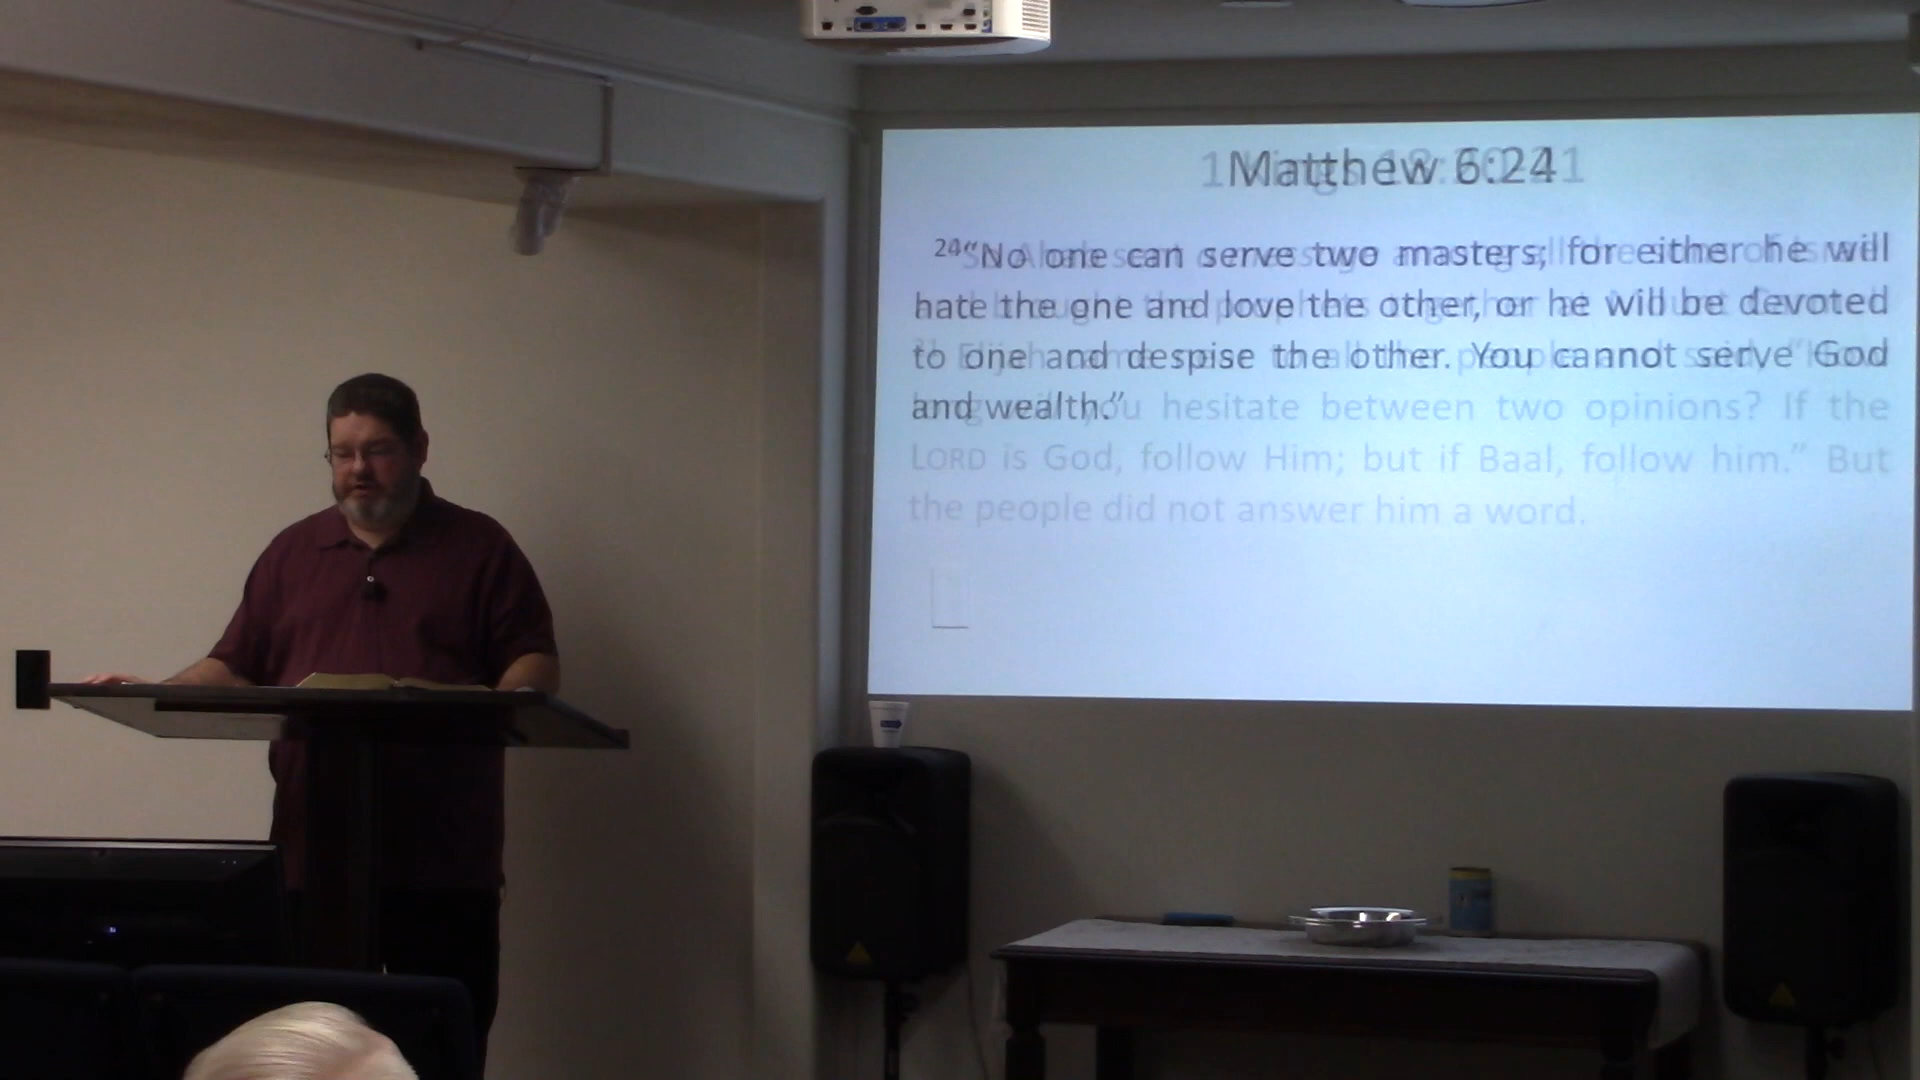 Matthew 6:24
24“No one can serve two masters; for either he will
hate the one and love the other, or he will be devoted
to one and despise the other. You cannot serve God
and wealth.”
you hesitate between two opinions? If the
LORD is God, follow Him; but if Baal, follow him.” But
the people did not answer him a word.